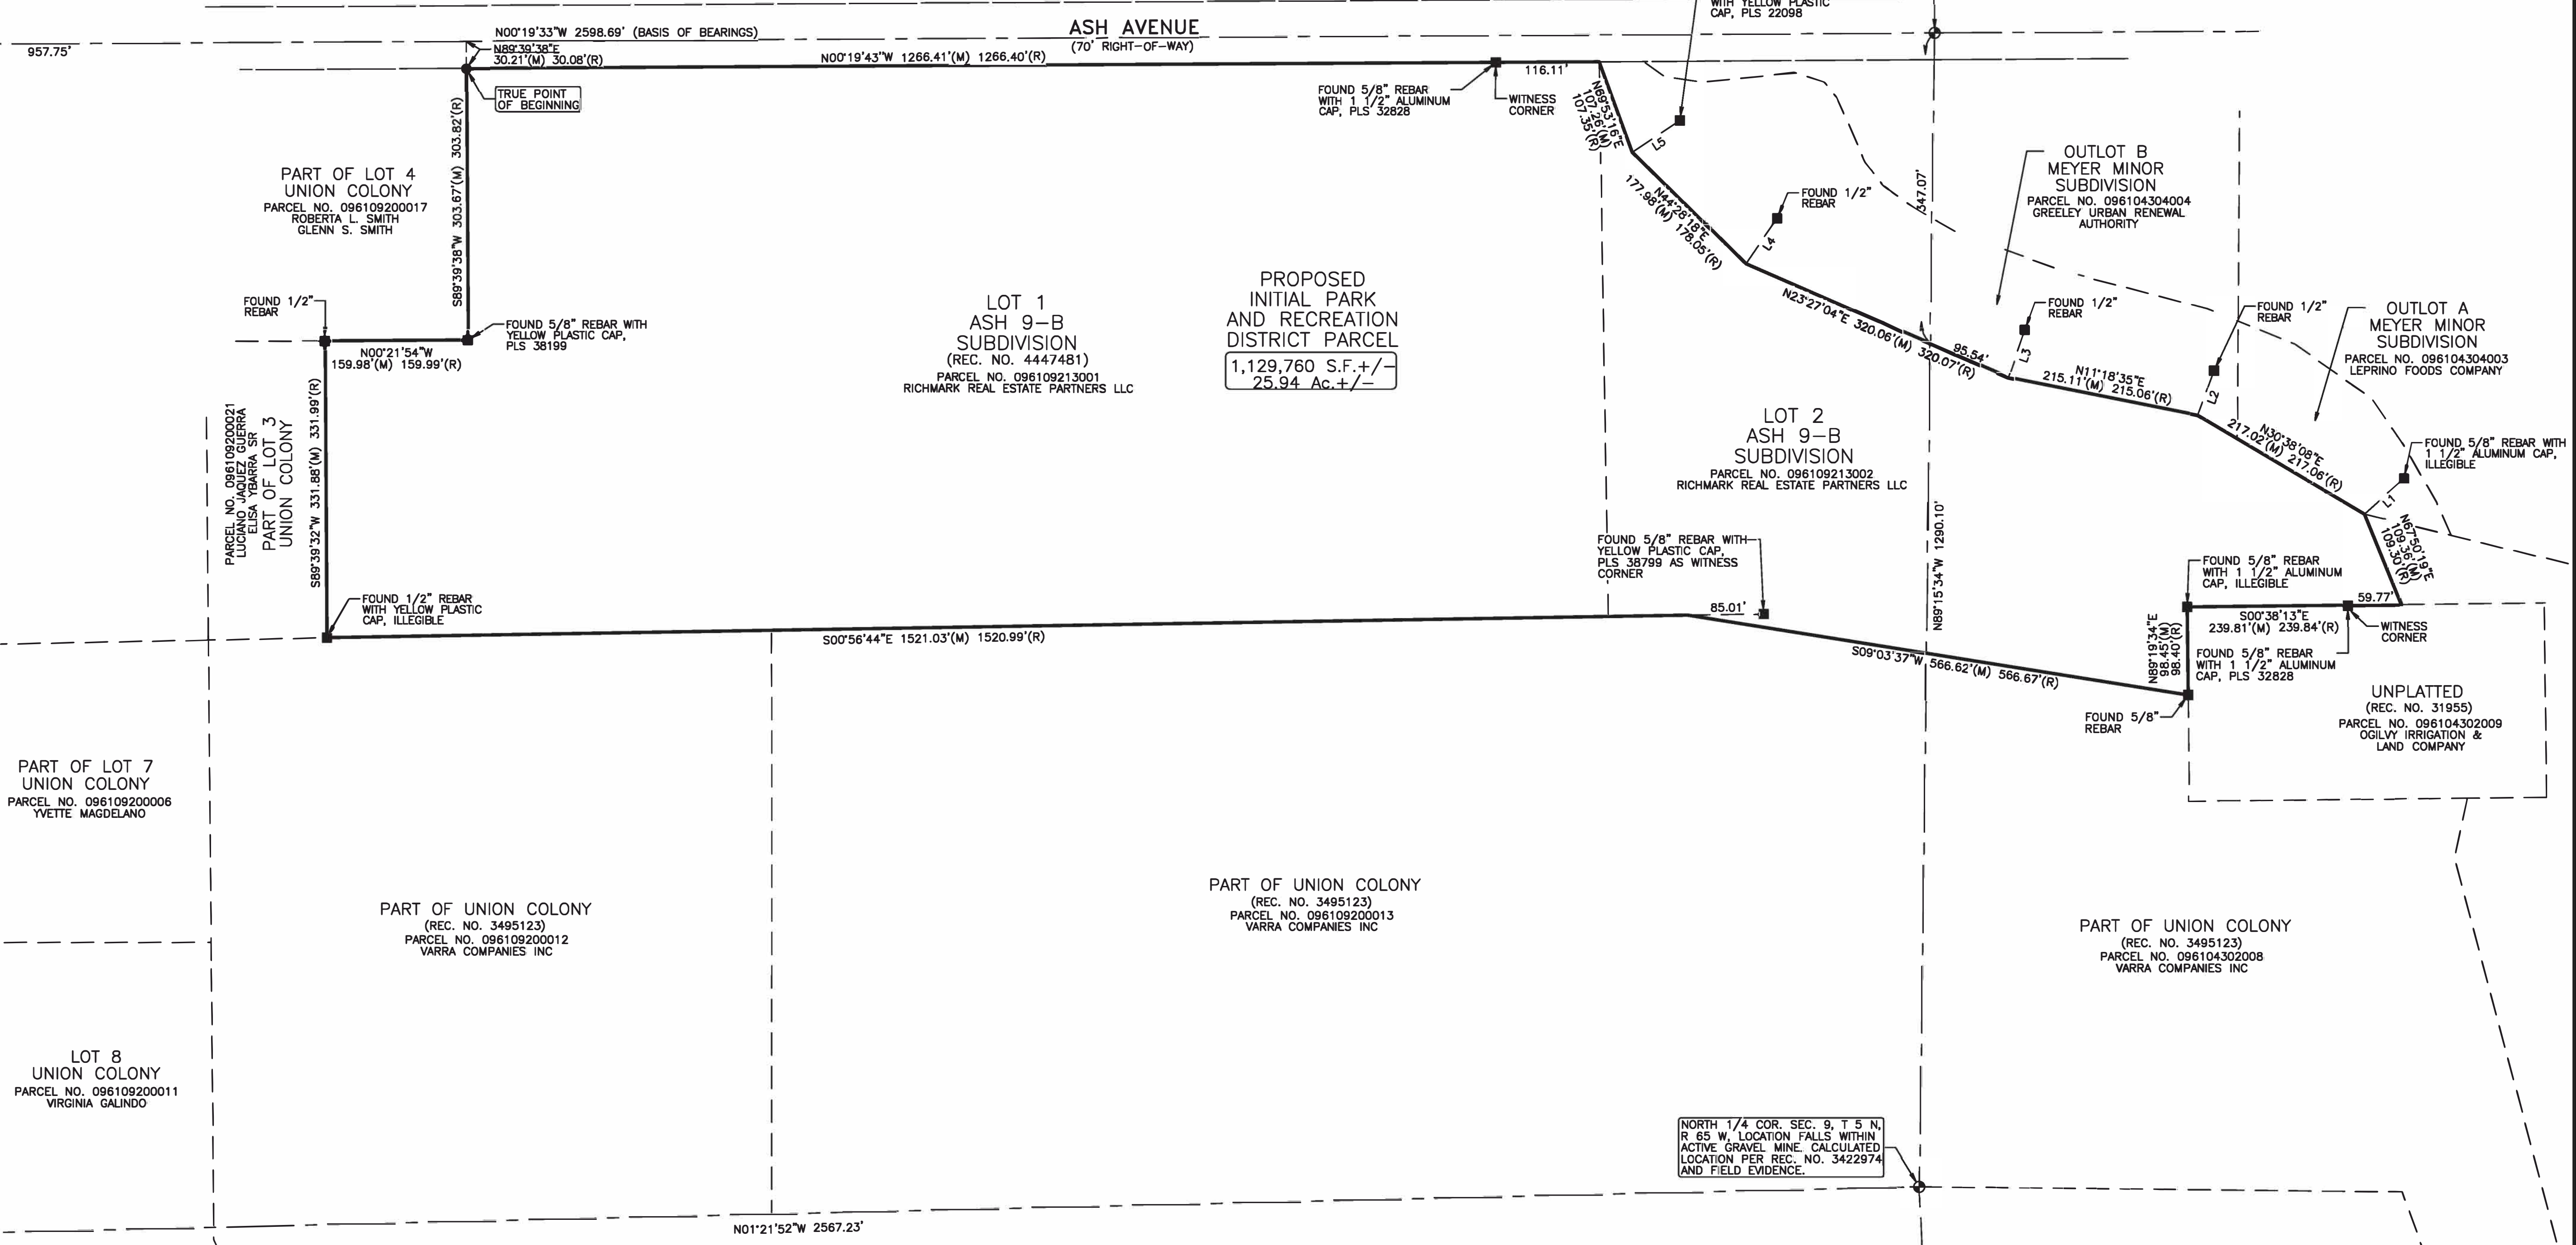 WITH YELLOW PLASTIC
CAP, PLS 22098
957.75'
N00°19'33"W 2598.69' (BASIS OF BEARINGS)
ASH AVENUE
(70' RIGHT-OF-WAY)
N89°39'38"E
30.21'(M) 30.08'(R)
N00°19'43"W 1266.41'(M) 1266.40'(R)
116.11'
TRUE POINT
OF BEGINNING
FOUND 5/8" REBAR
WITH 1 1/2" ALUMINUM
CAP, PLS 32828
WITNESS
CORNER
N69°53'16"E
107.26'(M)
107.35'(R)
L5
S89°39'38"W 303.67'(M) 303.82'(R)
PART OF LOT 4
UNION COLONY
PARCEL NO. 096109200017
ROBERTA L. SMITH
GLENN S. SMITH
N44°28'18"E
177.98'(M) 178.05'(R)
FOUND 1/2"
REBAR
L4
347.07'
OUTLOT B
MEYER MINOR
SUBDIVISION
PARCEL NO. 096104304004
GREELEY URBAN RENEWAL
AUTHORITY
FOUND 1/2"
REBAR
FOUND 5/8" REBAR WITH
YELLOW PLASTIC CAP,
PLS 38199
N00°21'54"W
159.98'(M) 159.99'(R)
LOT 1
ASH 9-B
SUBDIVISION
(REC. NO. 4447481)
PARCEL NO. 096109213001
RICHMARK REAL ESTATE PARTNERS LLC
PROPOSED
INITIAL PARK
AND RECREATION
DISTRICT PARCEL
1,129,760 S.F.+/-
25.94 Ac.+/-
N23°27'04"E 320.06'(M) 320.07'(R)
95.54'
FOUND 1/2"
REBAR
L3
N11°18'35"E
215.11'(M) 215.06'(R)
FOUND 1/2"
REBAR
L2
OUTLOT A
MEYER MINOR
SUBDIVISION
PARCEL NO. 096104304003
LEPRINO FOODS COMPANY
N30°38'08"E
217.02'(M) 217.06'(R)
FOUND 5/8" REBAR WITH
1 1/2" ALUMINUM CAP,
ILLEGIBLE
L1
N67°50'19"E
109.36'(M)
109.30'(R)
PARCEL NO. 096109200021
LUCIANO JAQUEZ GUERRA
ELISA YBARRA SR
PART OF LOT 3
UNION COLONY
S89°39'32"W 331.88'(M) 331.99'(R)
LOT 2
ASH 9-B
SUBDIVISION
PARCEL NO. 096109213002
RICHMARK REAL ESTATE PARTNERS LLC
FOUND 5/8" REBAR WITH
YELLOW PLASTIC CAP,
PLS 38799 AS WITNESS
CORNER
N89°15'34"W 1290.10'
FOUND 5/8" REBAR
WITH 1 1/2" ALUMINUM
CAP, ILLEGIBLE
59.77'
S00°38'13"E
239.81'(M) 239.84'(R)
WITNESS
CORNER
FOUND 1/2" REBAR
WITH YELLOW PLASTIC
CAP, ILLEGIBLE
S00°56'44"E 1521.03'(M) 1520.99'(R)
85.01'
S09°03'37"W 566.62'(M) 566.67'(R)
N89°19'34"E
98.45'(M)
98.40'(R)
FOUND 5/8" REBAR
WITH 1 1/2" ALUMINUM
CAP, PLS 32828
FOUND 5/8"
REBAR
UNPLATTED
(REC. NO. 31955)
PARCEL NO. 096104302009
OGILVY IRRIGATION &
LAND COMPANY
PART OF LOT 7
UNION COLONY
PARCEL NO. 096109200006
YVETTE MAGDELANO
PART OF UNION COLONY
(REC. NO. 3495123)
PARCEL NO. 096109200012
VARRA COMPANIES INC
PART OF UNION COLONY
(REC. NO. 3495123)
PARCEL NO. 096109200013
VARRA COMPANIES INC
PART OF UNION COLONY
(REC. NO. 3495123)
PARCEL NO. 096104302008
VARRA COMPANIES INC
LOT 8
UNION COLONY
PARCEL NO. 096109200011
VIRGINIA GALINDO
NORTH 1/4 COR. SEC. 9, T 5 N,
R 65 W, LOCATION FALLS WITHIN
ACTIVE GRAVEL MINE. CALCULATED
LOCATION PER REC. NO. 3422974
AND FIELD EVIDENCE.
N01°21'52"W 2567.23'